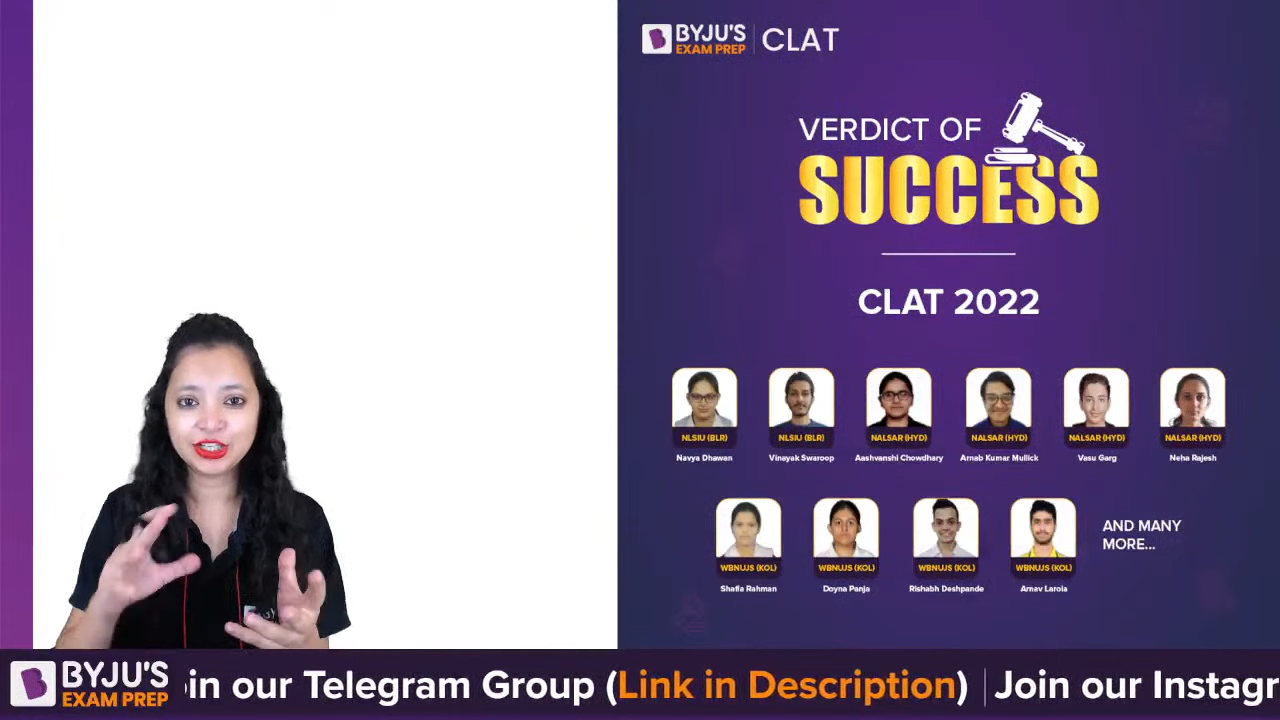 BYJU'S
EXAM PREP
CLAT
VERDICT OF
SUCCESS
CLAT 2022
NLSIU (BLR)
Navya Dhawan
NLSIU (BLR)
Vinayak Swaroop
NALSAR (HYD)
Aashvanshi Chowdhary
NALSAR (HYD)
Arnab Kumar Mullick
NALSAR (HYD)
Vasu Garg
NALSAR (HYD)
Neha Rajesh
WBNUJS (KOL)
Shafia Rahman
WBNUJS (KOL)
Doyna Panja
WBNUJS (KOL)
Rishabh Deshpande
WBNUJS (KOL)
Arnav Laroia
AND MANY
MORE...
BYJU'S
EXAM PREP
in our Telegram Group (Link in Description) | Join our Instagr